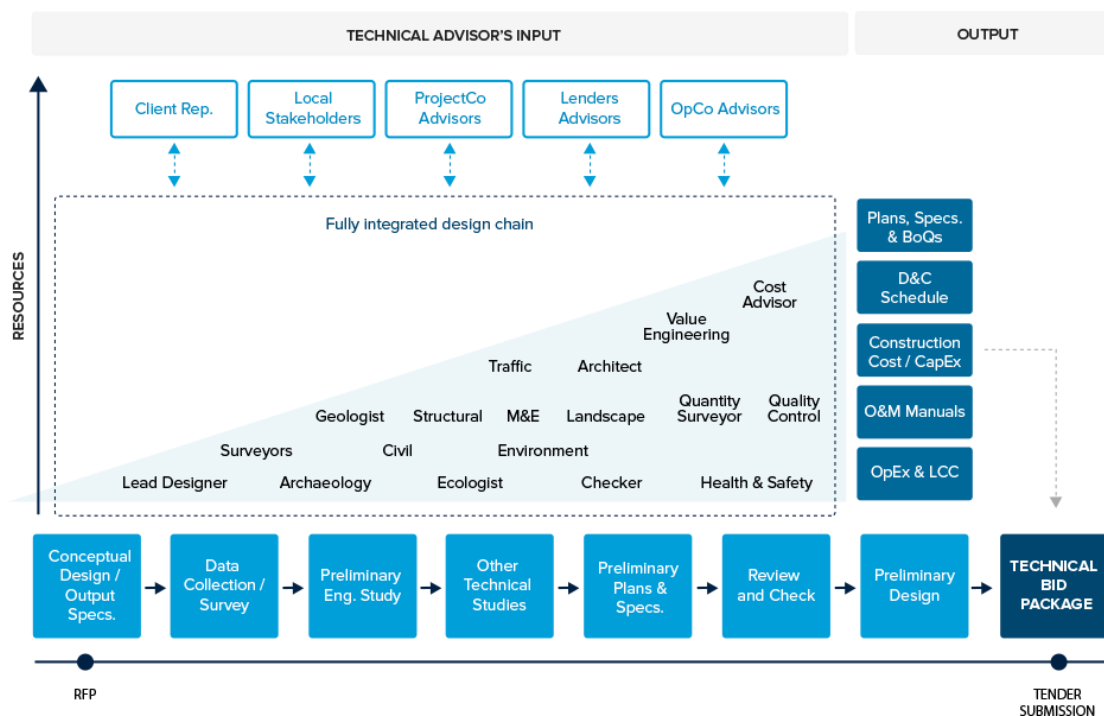 TECHNICAL ADVISOR'S INPUT
OUTPUT
Client Rep.
Local
Stakeholders
ProjectCo
Advisors
Lenders
Advisors
OpCo Advisors
RESOURCES
Fully integrated design chain
Cost
Advisor
Value
Engineering
Traffic
Architect
Geologist
Structural
M&E
Landscape
Quantity
Surveyor
Quality
Control
Surveyors
Civil
Environment
Lead Designer
Archaeology
Ecologist
Checker
Health & Safety
Plans, Specs.
& BoQs
D&C
Schedule
Construction
Cost / CapEx
O&M Manuals
OpEx & LCC
Conceptual
Design /
Output
Specs.
Data
Collection /
Survey
Preliminary
Eng. Study
Other
Technical
Studies
Preliminary
Plans &
Specs.
Review
and Check
Preliminary
Design
TECHNICAL
BID
PACKAGE
RFP
TENDER
SUBMISSION